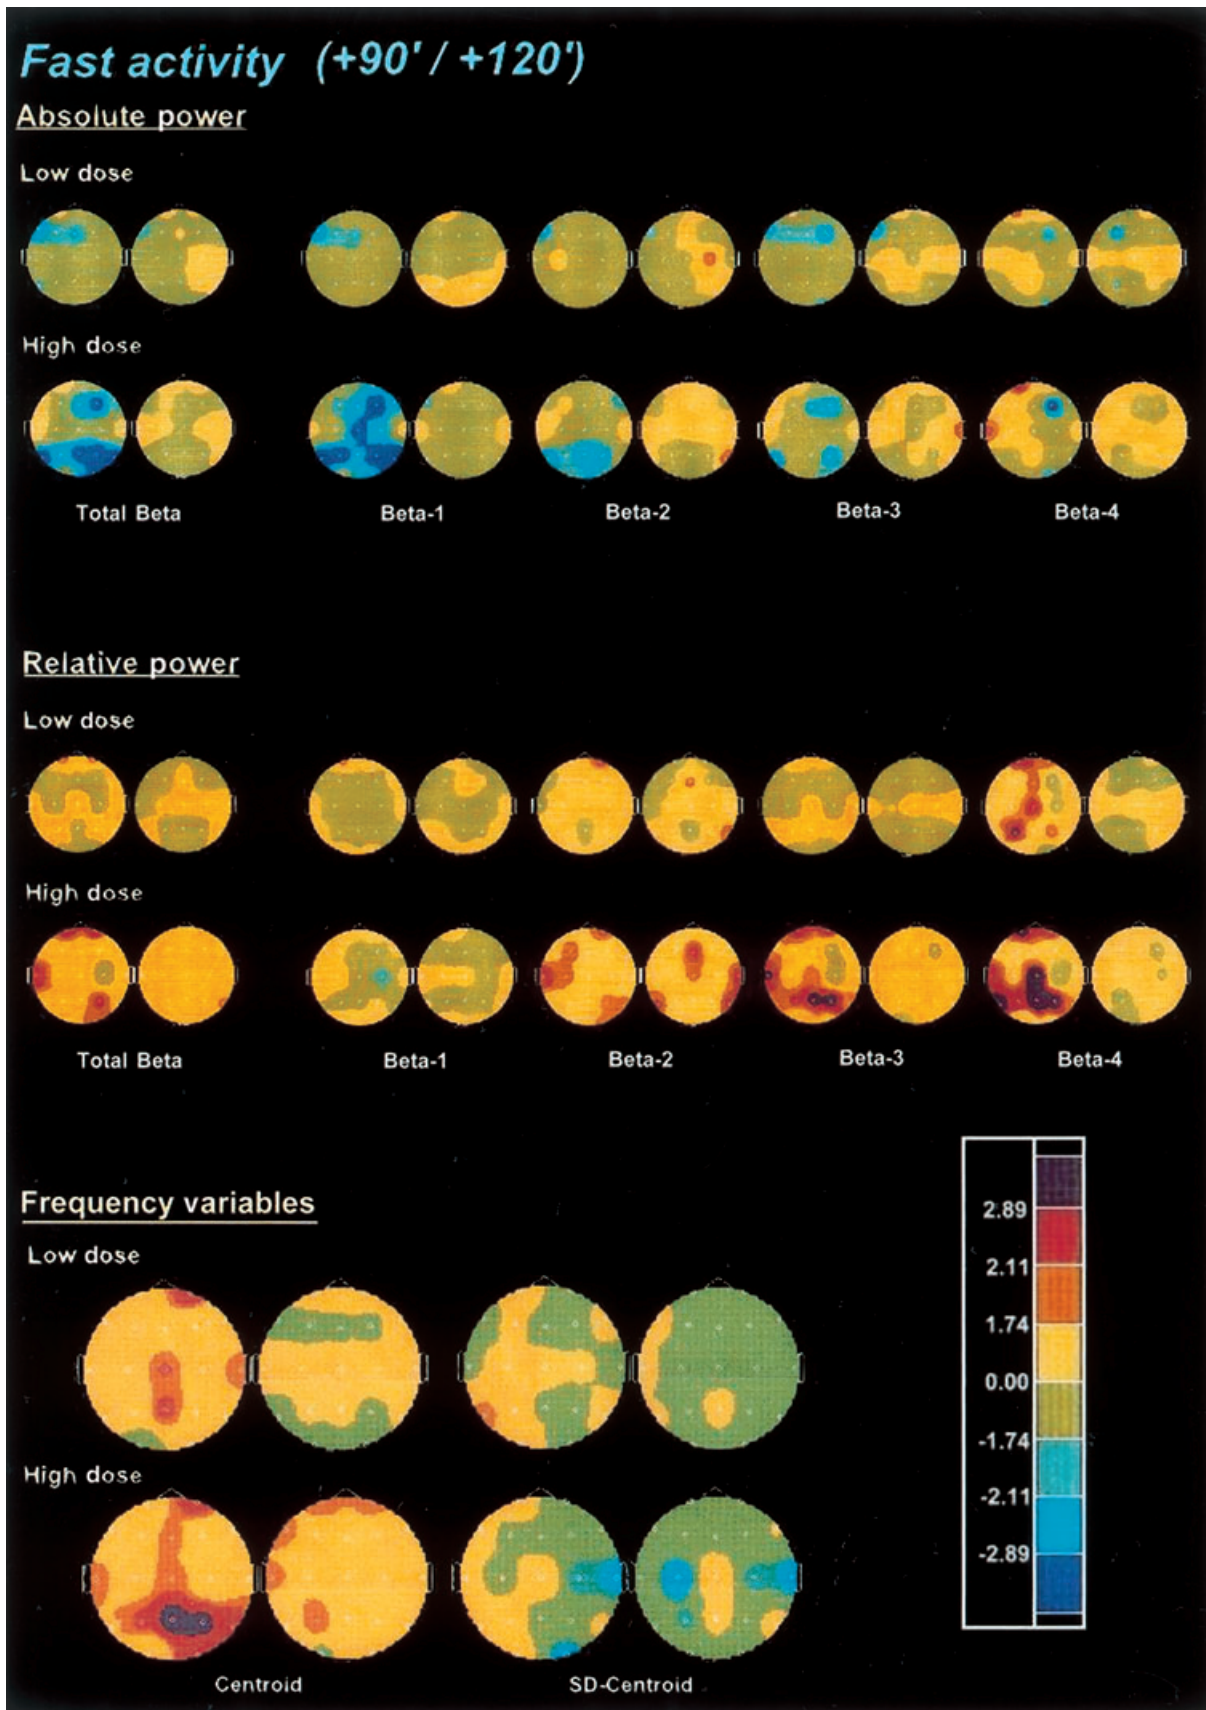 Fast activity (+90' / +120')
Absolute power
Low dose
High dose
Total Beta Beta-1 Beta-2 Beta-3 Beta-4
Relative power
Low dose
High dose
Total Beta Beta-1 Beta-2 Beta-3 Beta-4
Frequency variables
Low dose
High dose
Centroid SD-Centroid
2.89
2.11
1.74
0.00
-1.74
-2.11
-2.89